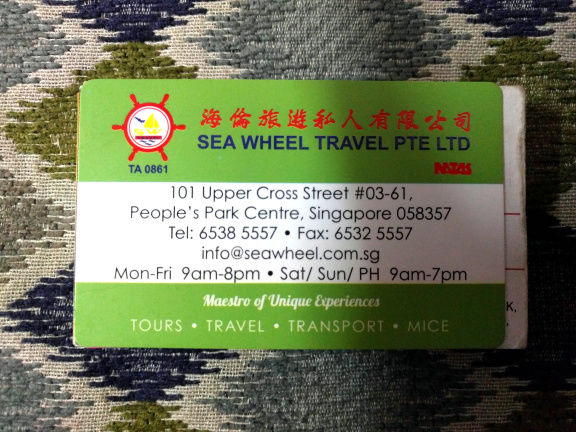 海倫旅遊私人有限公司
SEA WHEEL TRAVEL PTE LTD
TA 0861
NATAS
101 Upper Cross Street #03-61,
People's Park Centre, Singapore 058357
Tel: 6538 5557 • Fax: 6532 5557
info@seawheel.com.sg
Mon-Fri 9am-8pm • Sat/ Sun/ PH 9am-7pm
Maestro of Unique Experiences
TOURS • TRAVEL • TRANSPORT • MICE
K,